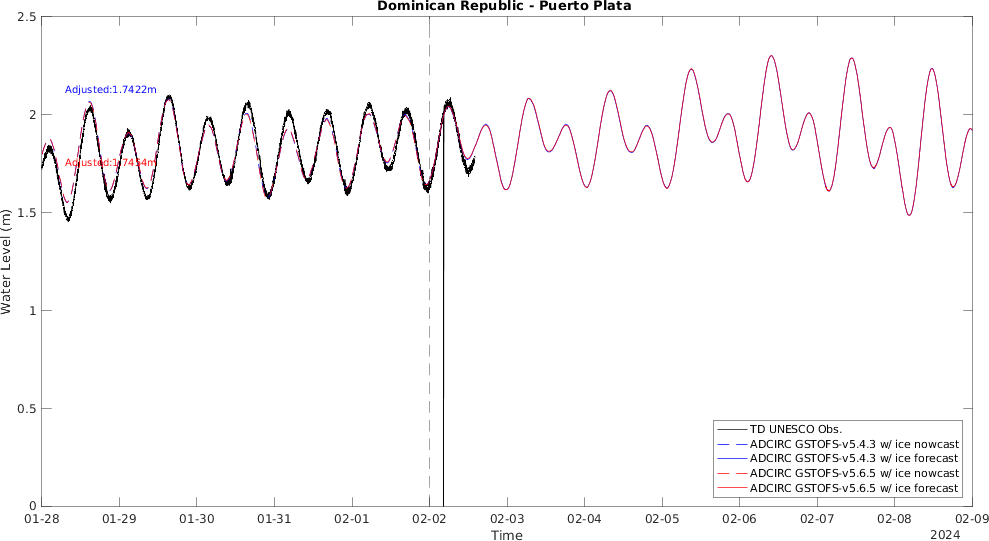 Dominican Republic - Puerto Plata
2.5
2
1.5
1
0.5
0
Water Level (m)
Adjusted:1.7422m
Adjusted:1.7454m
TD UNESCO Obs.
ADCIRC GSTOFS-v5.4.3 w/ ice nowcast
ADCIRC GSTOFS-v5.4.3 w/ ice forecast
ADCIRC GSTOFS-v5.6.5 w/ ice nowcast
ADCIRC GSTOFS-v5.6.5 w/ ice forecast
01-28 01-29 01-30 01-31 02-01 02-02 02-03 02-04 02-05 02-06 02-07 02-08 02-09
Time
2024